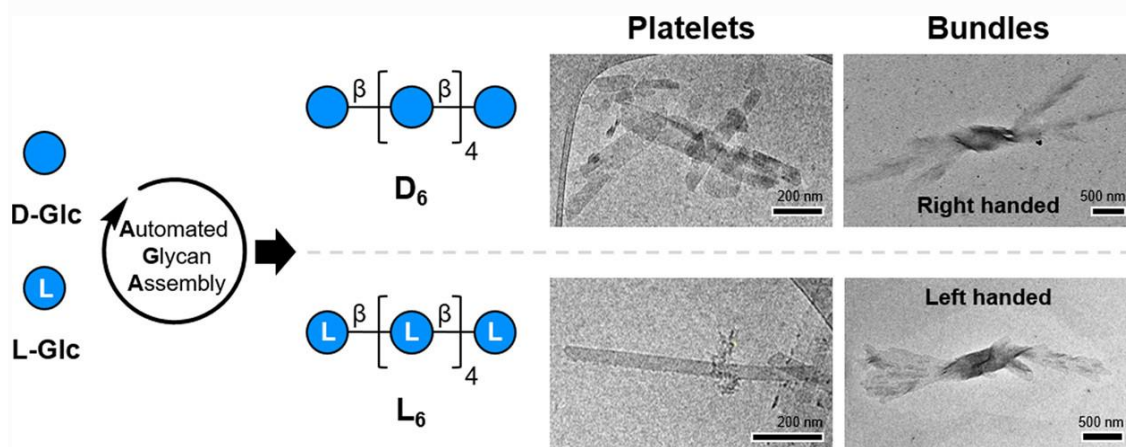 Platelets
Bundles
D-Glc
L
L-Glc
Automated
Glycan
Assembly
β
β
4
D6
200 nm
Right handed
500 nm
L
β
L
β
L
4
L6
200 nm
Left handed
500 nm